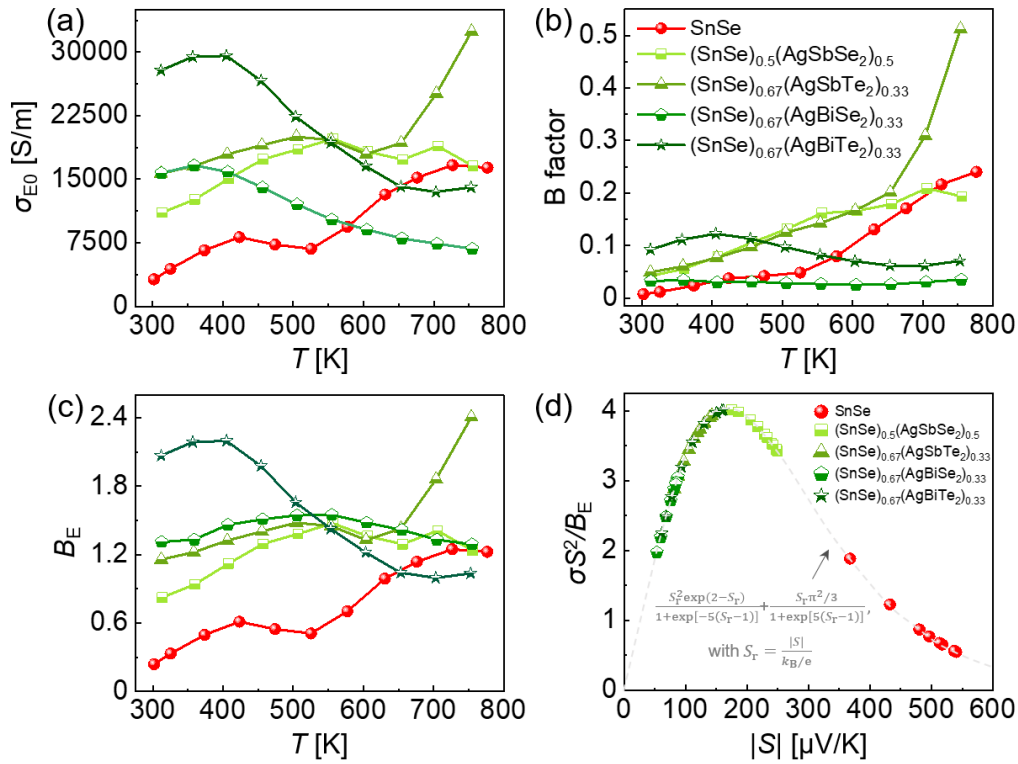 (a)
30000
22500
15000
7500
0
σE0 [S/m]
300 400 500 600 700 800
T [K]
(b)
0.5
0.4
0.3
0.2
0.1
0
B factor
SnSe
(SnSe)0.5(AgSbSe2)0.5
(SnSe)0.67(AgSbTe2)0.33
(SnSe)0.67(AgBiSe2)0.33
(SnSe)0.67(AgBiTe2)0.33
300 400 500 600 700 800
T [K]
(c)
2.4
1.8
1.2
0.6
0
BE
300 400 500 600 700 800
T [K]
(d)
4
3
2
1
0
σS²/BE
SnSe
(SnSe)0.5(AgSbSe2)0.5
(SnSe)0.67(AgSbTe2)0.33
(SnSe)0.67(AgBiSe2)0.33
(SnSe)0.67(AgBiTe2)0.33
Sr²exp(2−Sr)/1+exp[−5(Sr−1)] + Srπ²/3/1+exp[5(Sr−1)],
with Sr = |S|/kB/e
0 100 200 300 400 500 600
|S| [µV/K]